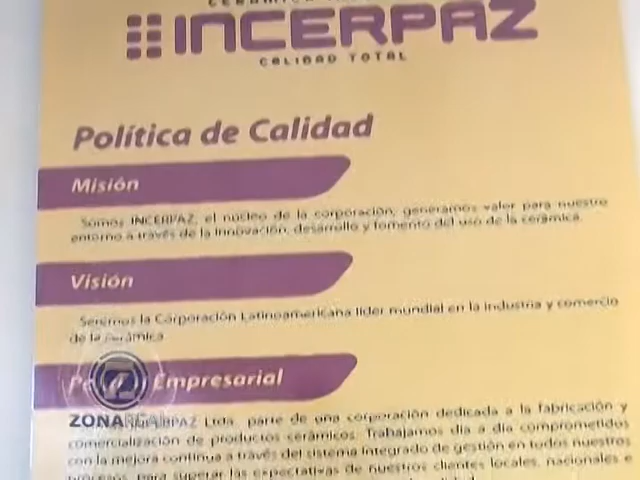 INCERPAZ
CALIDAD TOTAL
Política de Calidad
Misión
Somos INCERPAZ, el núcleo de la corporación, generamos valor para nuestro
entorno a través de la innovación, desarrollo y fomento del uso de la cerámica.
Visión
Seremos la Corporación Latinoamericana líder mundial en la industria y comercio
de la cerámica
Empresarial
ZONA Ltda. parte de una corporación dedicada a la fabricación y
comercialización de productos cerámicos. Trabajamos día a día comprometidos
con la mejora continua a través del sistema integrado de gestión en todos nuestros
procesos, para superar las expectativas de nuestros clientes locales, nacionales e